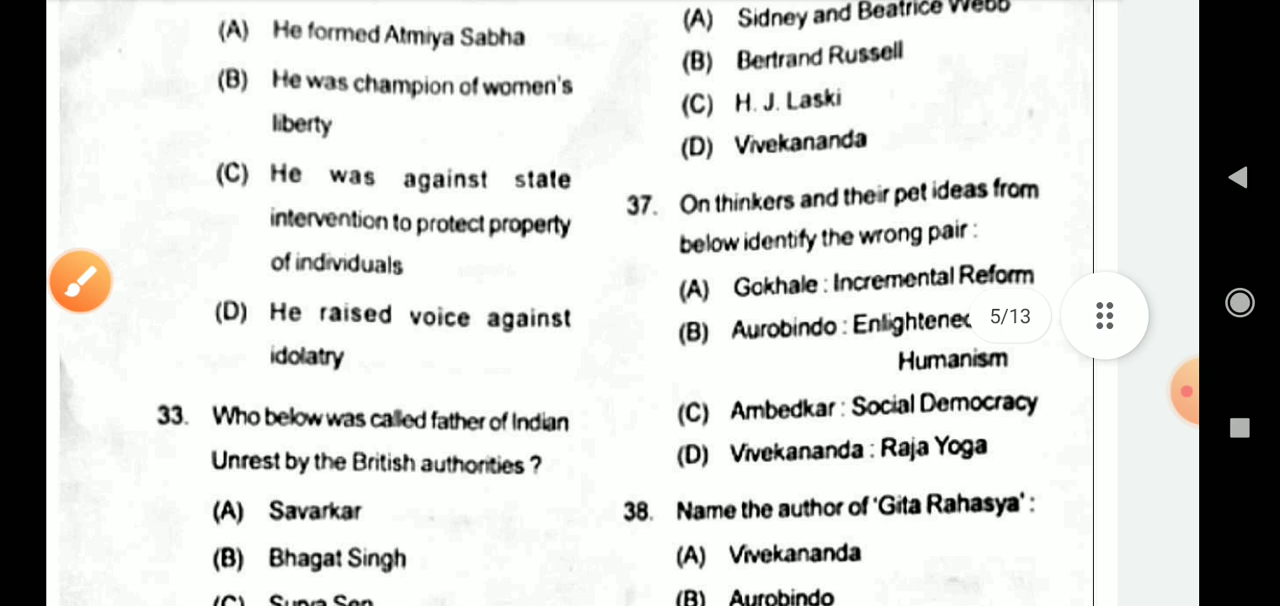 (A) He formed Atmiya Sabha
(B) He was champion of women's
liberty
(C) He was against state
intervention to protect property
of individuals
(D) He raised voice against
idolatry
33. Who below was called father of Indian
Unrest by the British authorities ?
(A) Savarkar
(B) Bhagat Singh
(C) Surya Sen
(A) Sidney and Beatrice Webb
(B) Bertrand Russell
(C) H. J. Laski
(D) Vivekananda
37. On thinkers and their pet ideas from
below identify the wrong pair :
(A) Gokhale : Incremental Reform
(B) Aurobindo : Enlightened
Humanism
(C) Ambedkar : Social Democracy
(D) Vivekananda : Raja Yoga
38. Name the author of 'Gita Rahasya' :
(A) Vivekananda
(B) Aurobindo
5/13